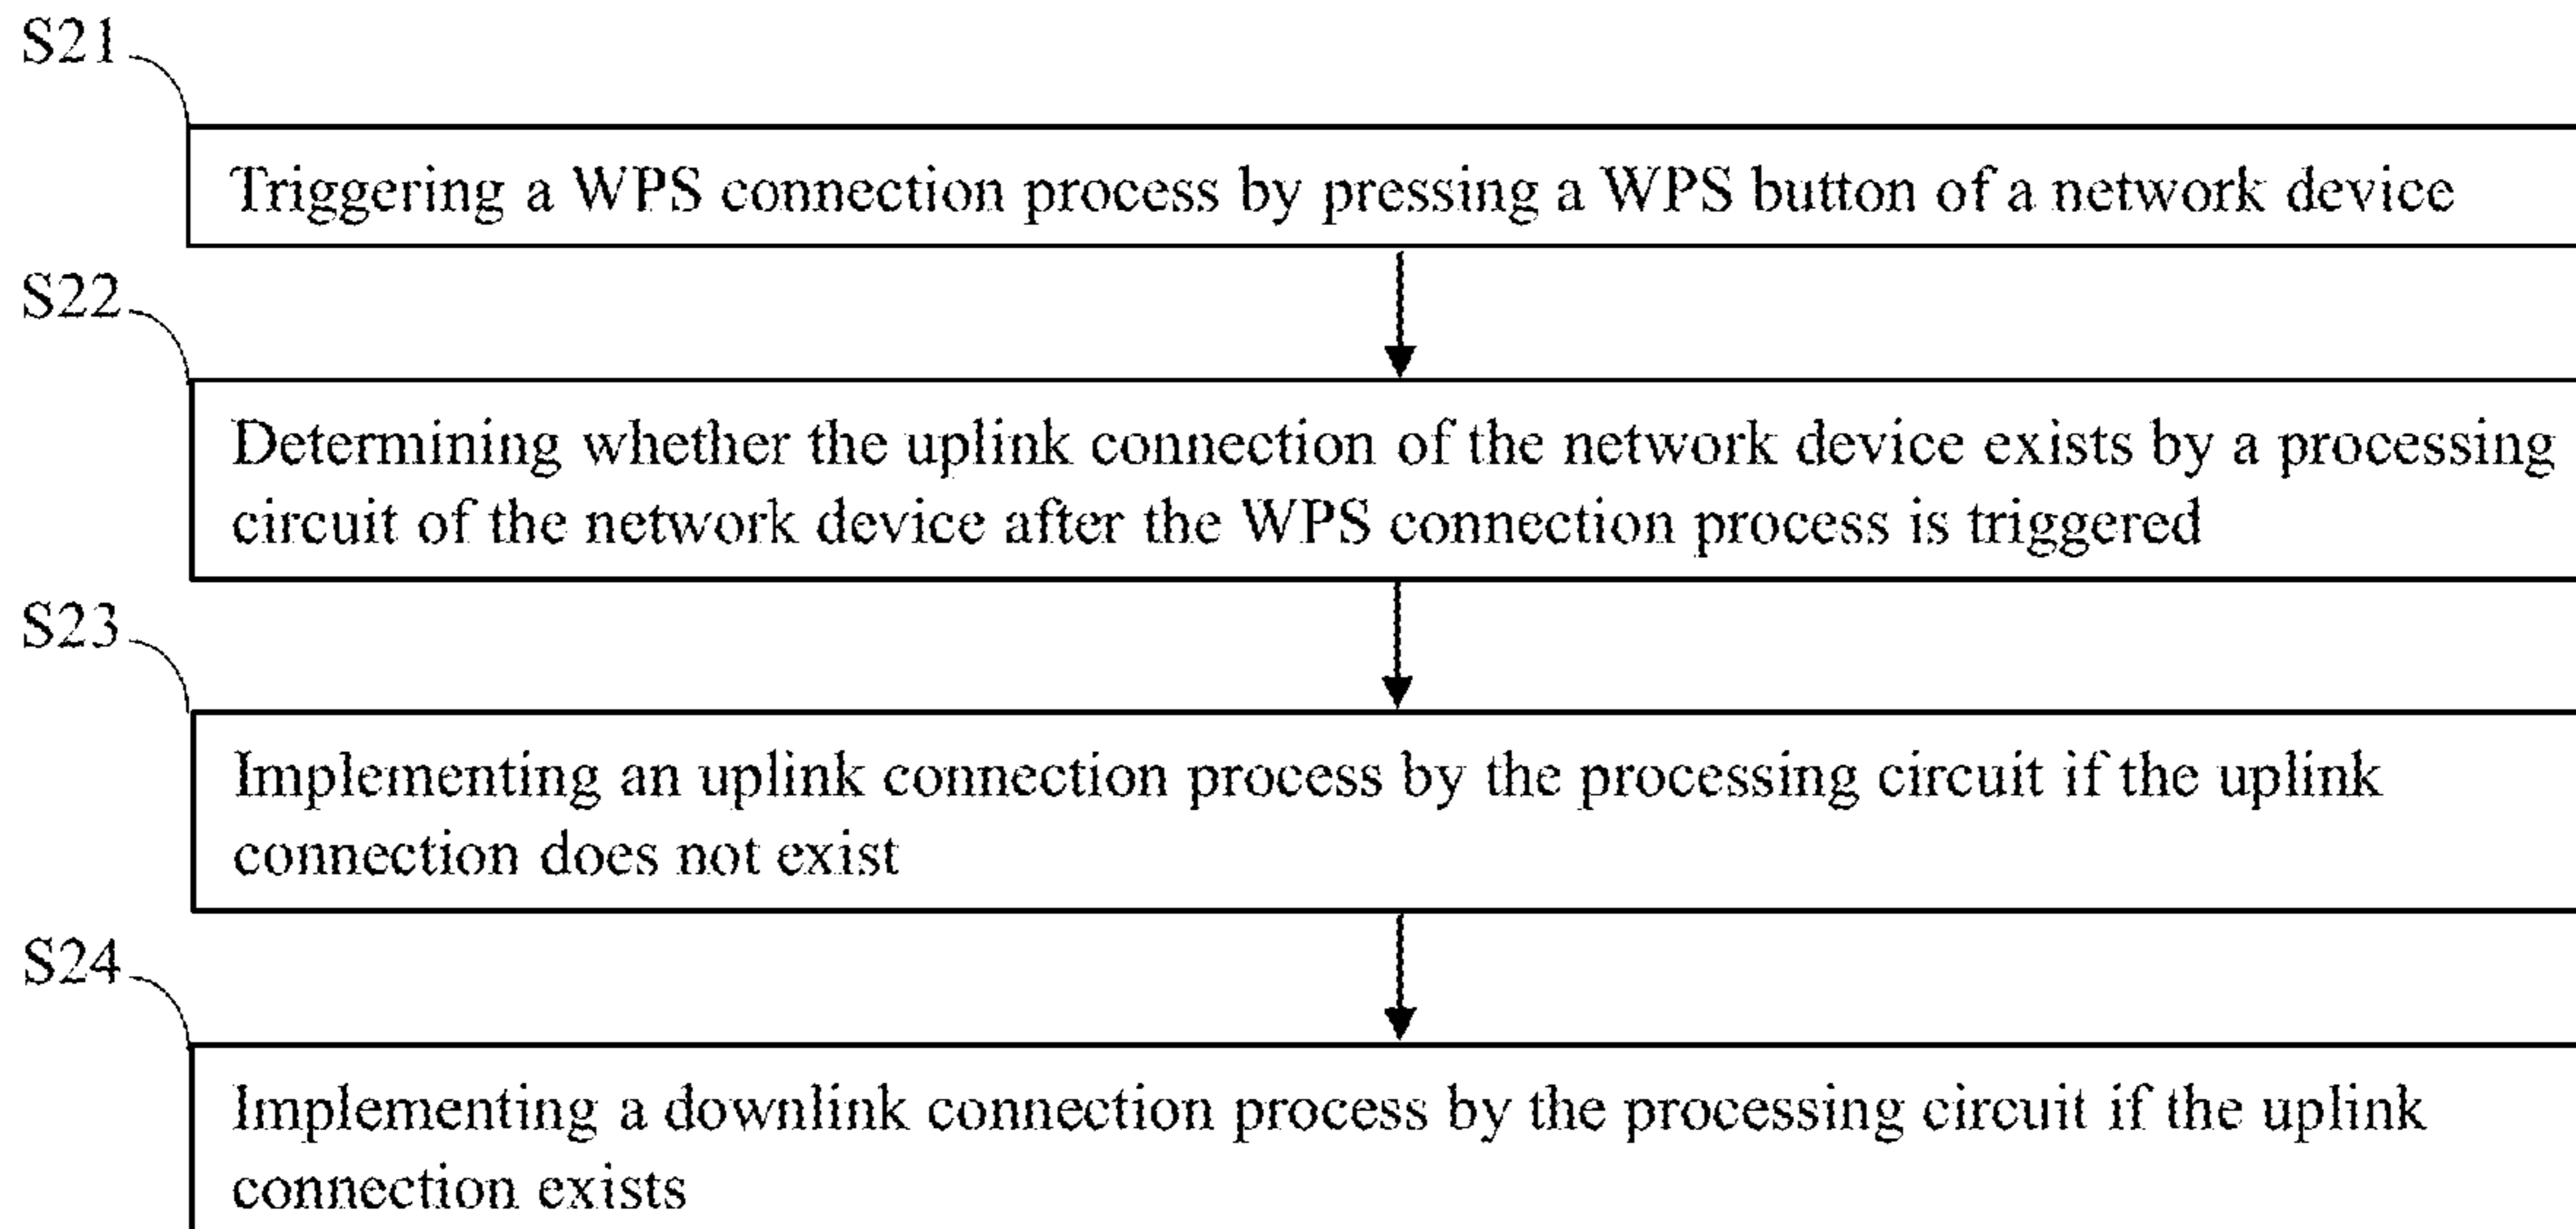 S21
Triggering a WPS connection process by pressing a WPS button of a network device
S22
Determining whether the uplink connection of the network device exists by a processing
circuit of the network device after the WPS connection process is triggered
S23
Implementing an uplink connection process by the processing circuit if the uplink
connection does not exist
S24
Implementing a downlink connection process by the processing circuit if the uplink
connection exists